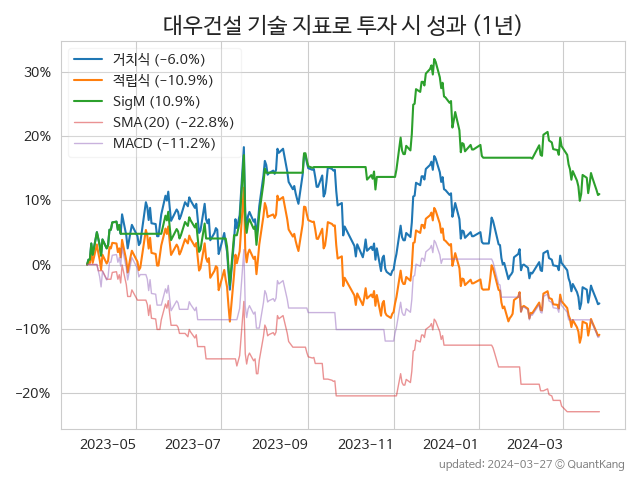 대우건설 기술 지표로 투자 시 성과 (1년)
거치식 (−6.0%)
적립식 (−10.9%)
SigM (10.9%)
SMA(20) (−22.8%)
MACD (−11.2%)
30%
20%
10%
0%
−10%
−20%
2023-05
2023-07
2023-09
2023-11
2024-01
2024-03
updated: 2024-03-27 © QuantKang